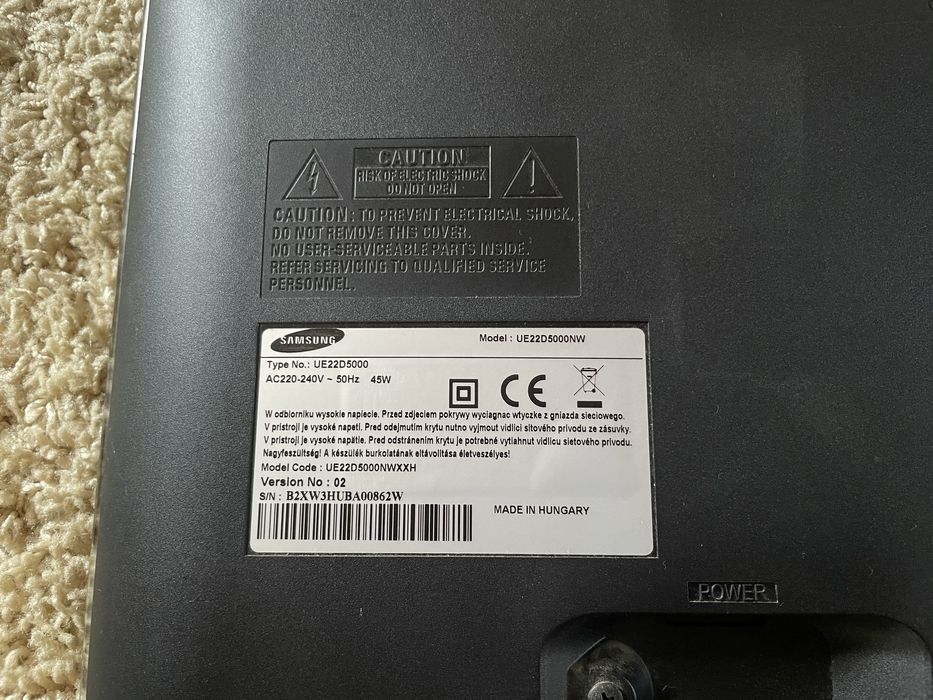 CAUTION
RISK OF ELECTRIC SHOCK
DO NOT OPEN
CAUTION: TO PREVENT ELECTRICAL SHOCK,
DO NOT REMOVE THIS COVER.
NO USER-SERVICEABLE PARTS INSIDE.
REFER SERVICING TO QUALIFIED SERVICE
PERSONNEL.
SAMSUNG
Model : UE22D5000NW
Type No.: UE22D5000
AC220-240V ~ 50Hz 45W
CE
W odbiorniku wysokie napiecie. Przed zdjeciem pokrywy wyciagnac wtyczke z gniazda sieciowego.
V prístroji je vysoké napetí. Pred odejmutím krytu nutno vyjmout vidlici sitového prívodu ze zásuvky.
V prístroji je vysoké napätie. Pred odstránením krytu je potrebné vytiahnut vidlicu sietového prívodu.
Nagyfeszültség! A készülék burkolatának eltávolítása életveszélyes!
Model Code : UE22D5000NWXXH
Version No : 02
S/N : B2XW3HUBA00862W
MADE IN HUNGARY
POWER